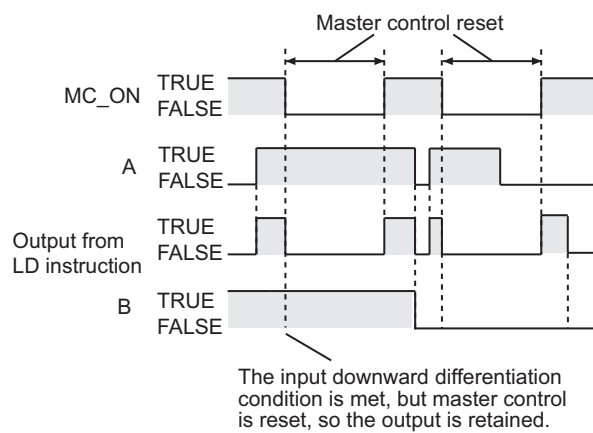 Master control reset
MC_ON
TRUE
FALSE
A
TRUE
FALSE
Output from
LD instruction
TRUE
FALSE
B
TRUE
FALSE
The input downward differentiation
condition is met, but master control
is reset, so the output is retained.